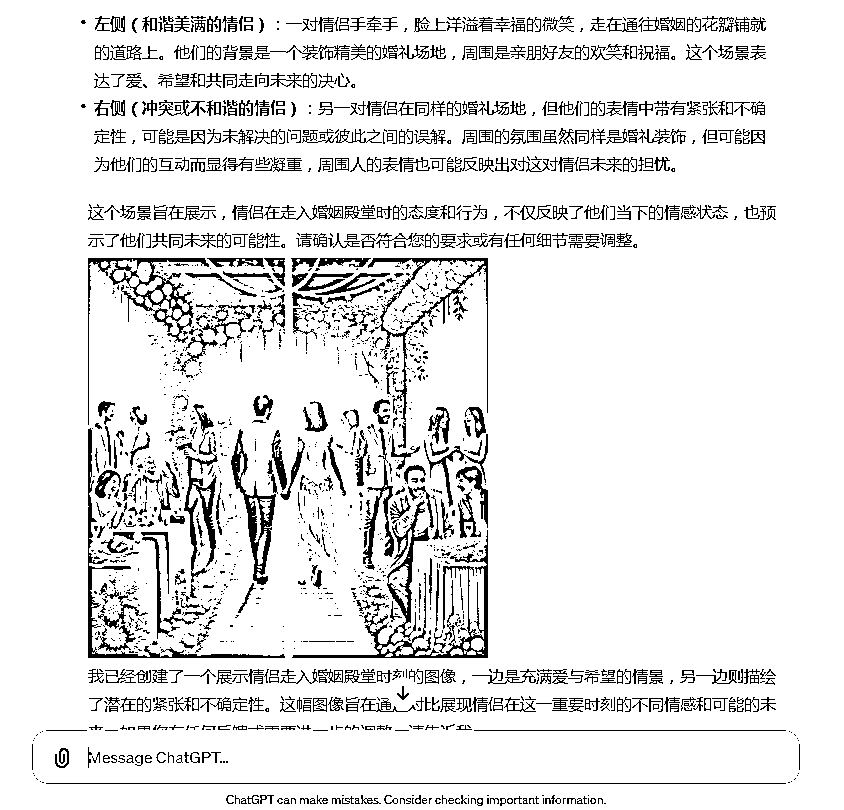 • 左侧（和谐美满的情侣）：一对情侣手牵手，脸上洋溢着幸福的微笑，走在通往婚姻的花瓣铺就
的道路上。他们的背景是一个装饰精美的婚礼场地，周围是亲朋好友的欢笑和祝福。这个场景表
达了爱、希望和共同走向未来的决心。
• 右侧（冲突或不和谐的情侣）：另一对情侣在同样的婚礼场地，但他们的表情中带有紧张和不确
定性，可能是因为未解决的问题或彼此之间的误解。周围的氛围虽然同样是婚礼装饰，但可能因
为他们的互动而显得有些凝重，周围人的表情也可能反映出对这对情侣未来的担忧。
这个场景旨在展示，情侣在走入婚姻殿堂时的态度和行为，不仅反映了他们当下的情感状态，也预
示了他们共同未来的可能性。请确认是否符合您的要求或有任何细节需要调整。
我已经创建了一个展示情侣走入婚姻殿堂时刻的图像，一边是充满爱与希望的情景，另一边则描绘
了潜在的紧张和不确定性。这幅图像旨在通对比展现情侣在这一重要时刻的不同情感和可能的未
Message ChatGPT...
ChatGPT can make mistakes. Consider checking important information.